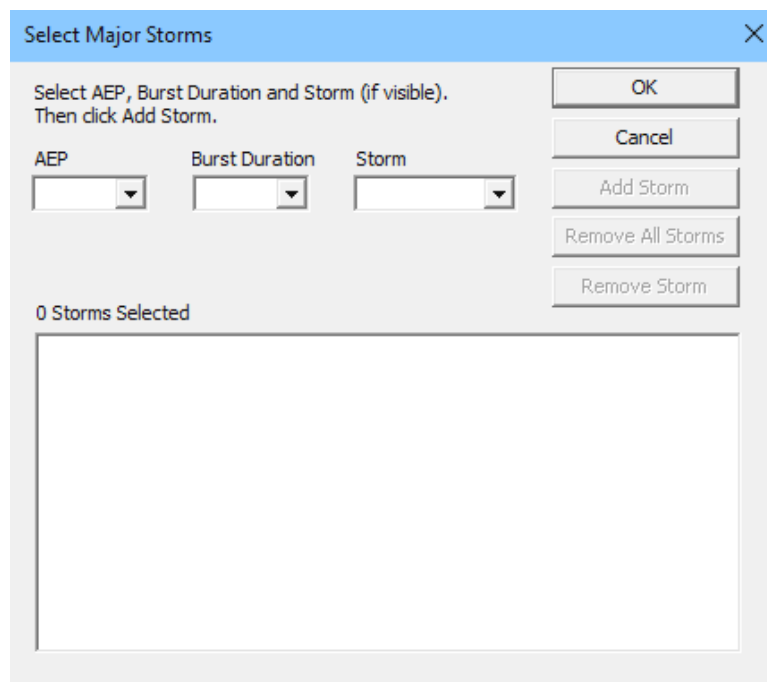 Select Major Storms
Select AEP, Burst Duration and Storm (if visible).
Then click Add Storm.
OK
Cancel
AEP
Burst Duration
Storm
Add Storm
Remove All Storms
Remove Storm
0 Storms Selected